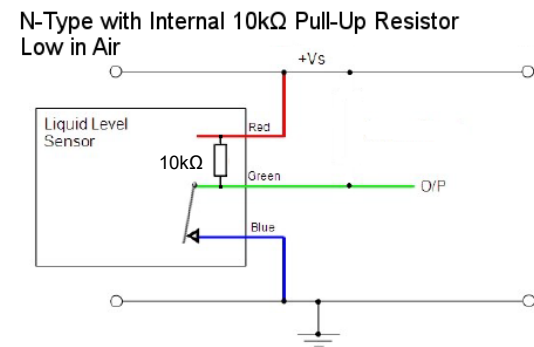 N-Type with Internal 10kΩ Pull-Up Resistor
Low in Air
+Vs
Liquid Level
Sensor
Red
10kΩ
Green
O/P
Blue